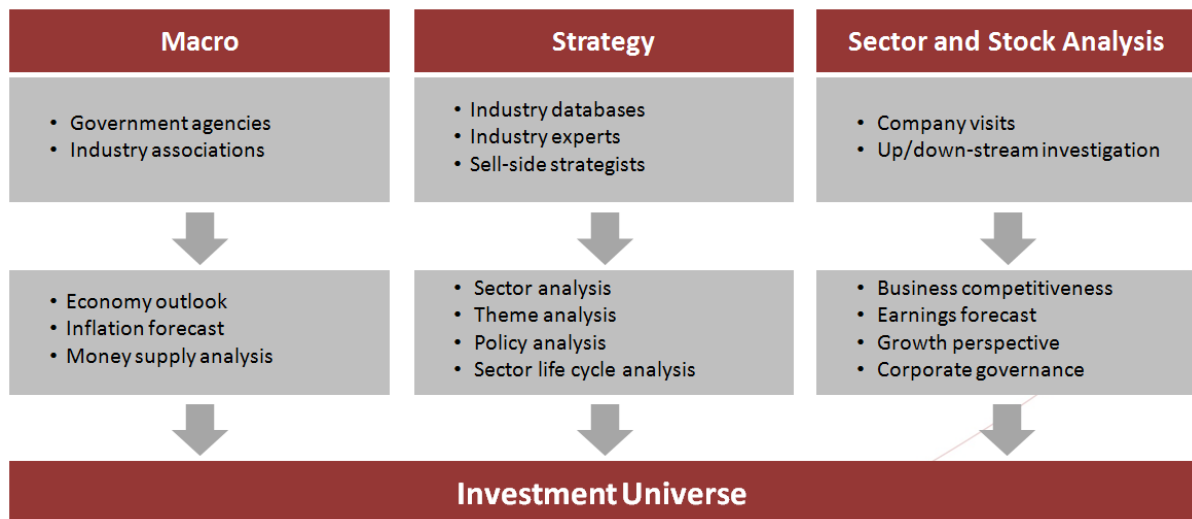 Macro
• Government agencies
• Industry associations
• Economy outlook
• Inflation forecast
• Money supply analysis
Strategy
• Industry databases
• Industry experts
• Sell-side strategists
• Sector analysis
• Theme analysis
• Policy analysis
• Sector life cycle analysis
Sector and Stock Analysis
• Company visits
• Up/down-stream investigation
• Business competitiveness
• Earnings forecast
• Growth perspective
• Corporate governance
Investment Universe